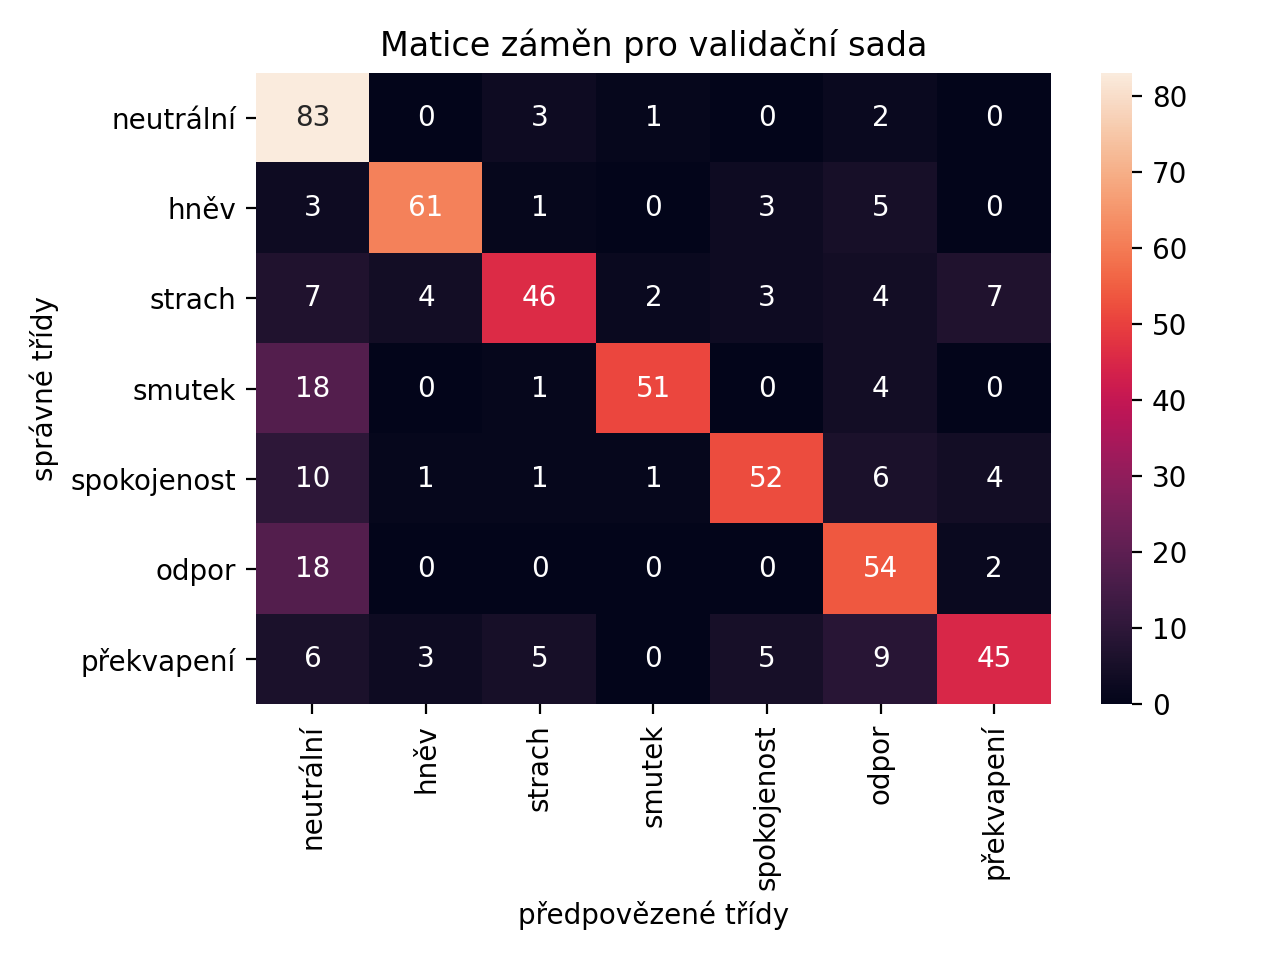 Matice záměn pro validační sada
neutrální 83 0 3 1 0 2 0
hněv 3 61 1 0 3 5 0
strach 7 4 46 2 3 4 7
smutek 18 0 1 51 0 4 0
spokojenost 10 1 1 1 52 6 4
odpor 18 0 0 0 0 54 2
překvapení 6 3 5 0 5 9 45
správné třídy
neutrální hněv strach smutek spokojenost odpor překvapení
předpovězené třídy
80
70
60
50
40
30
20
10
0